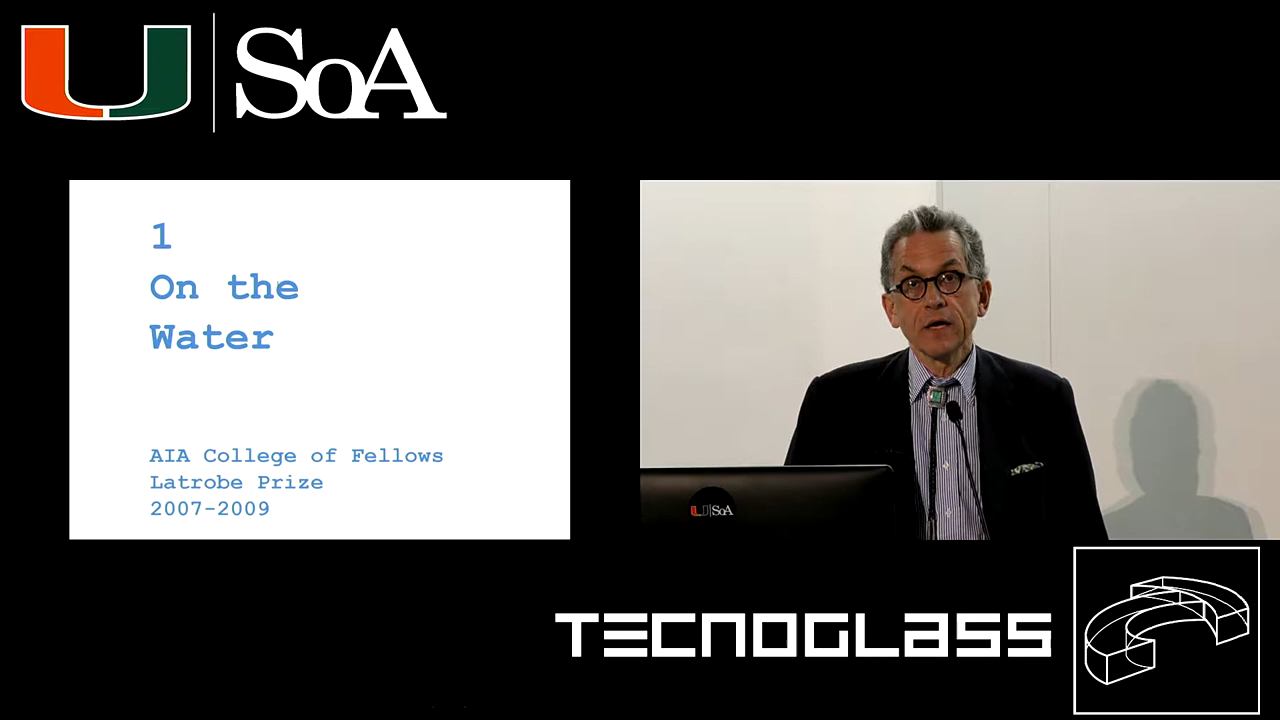 U SoA
1
On the
Water
AIA College of Fellows
Latrobe Prize
2007-2009
U SoA
TECNOGLASS